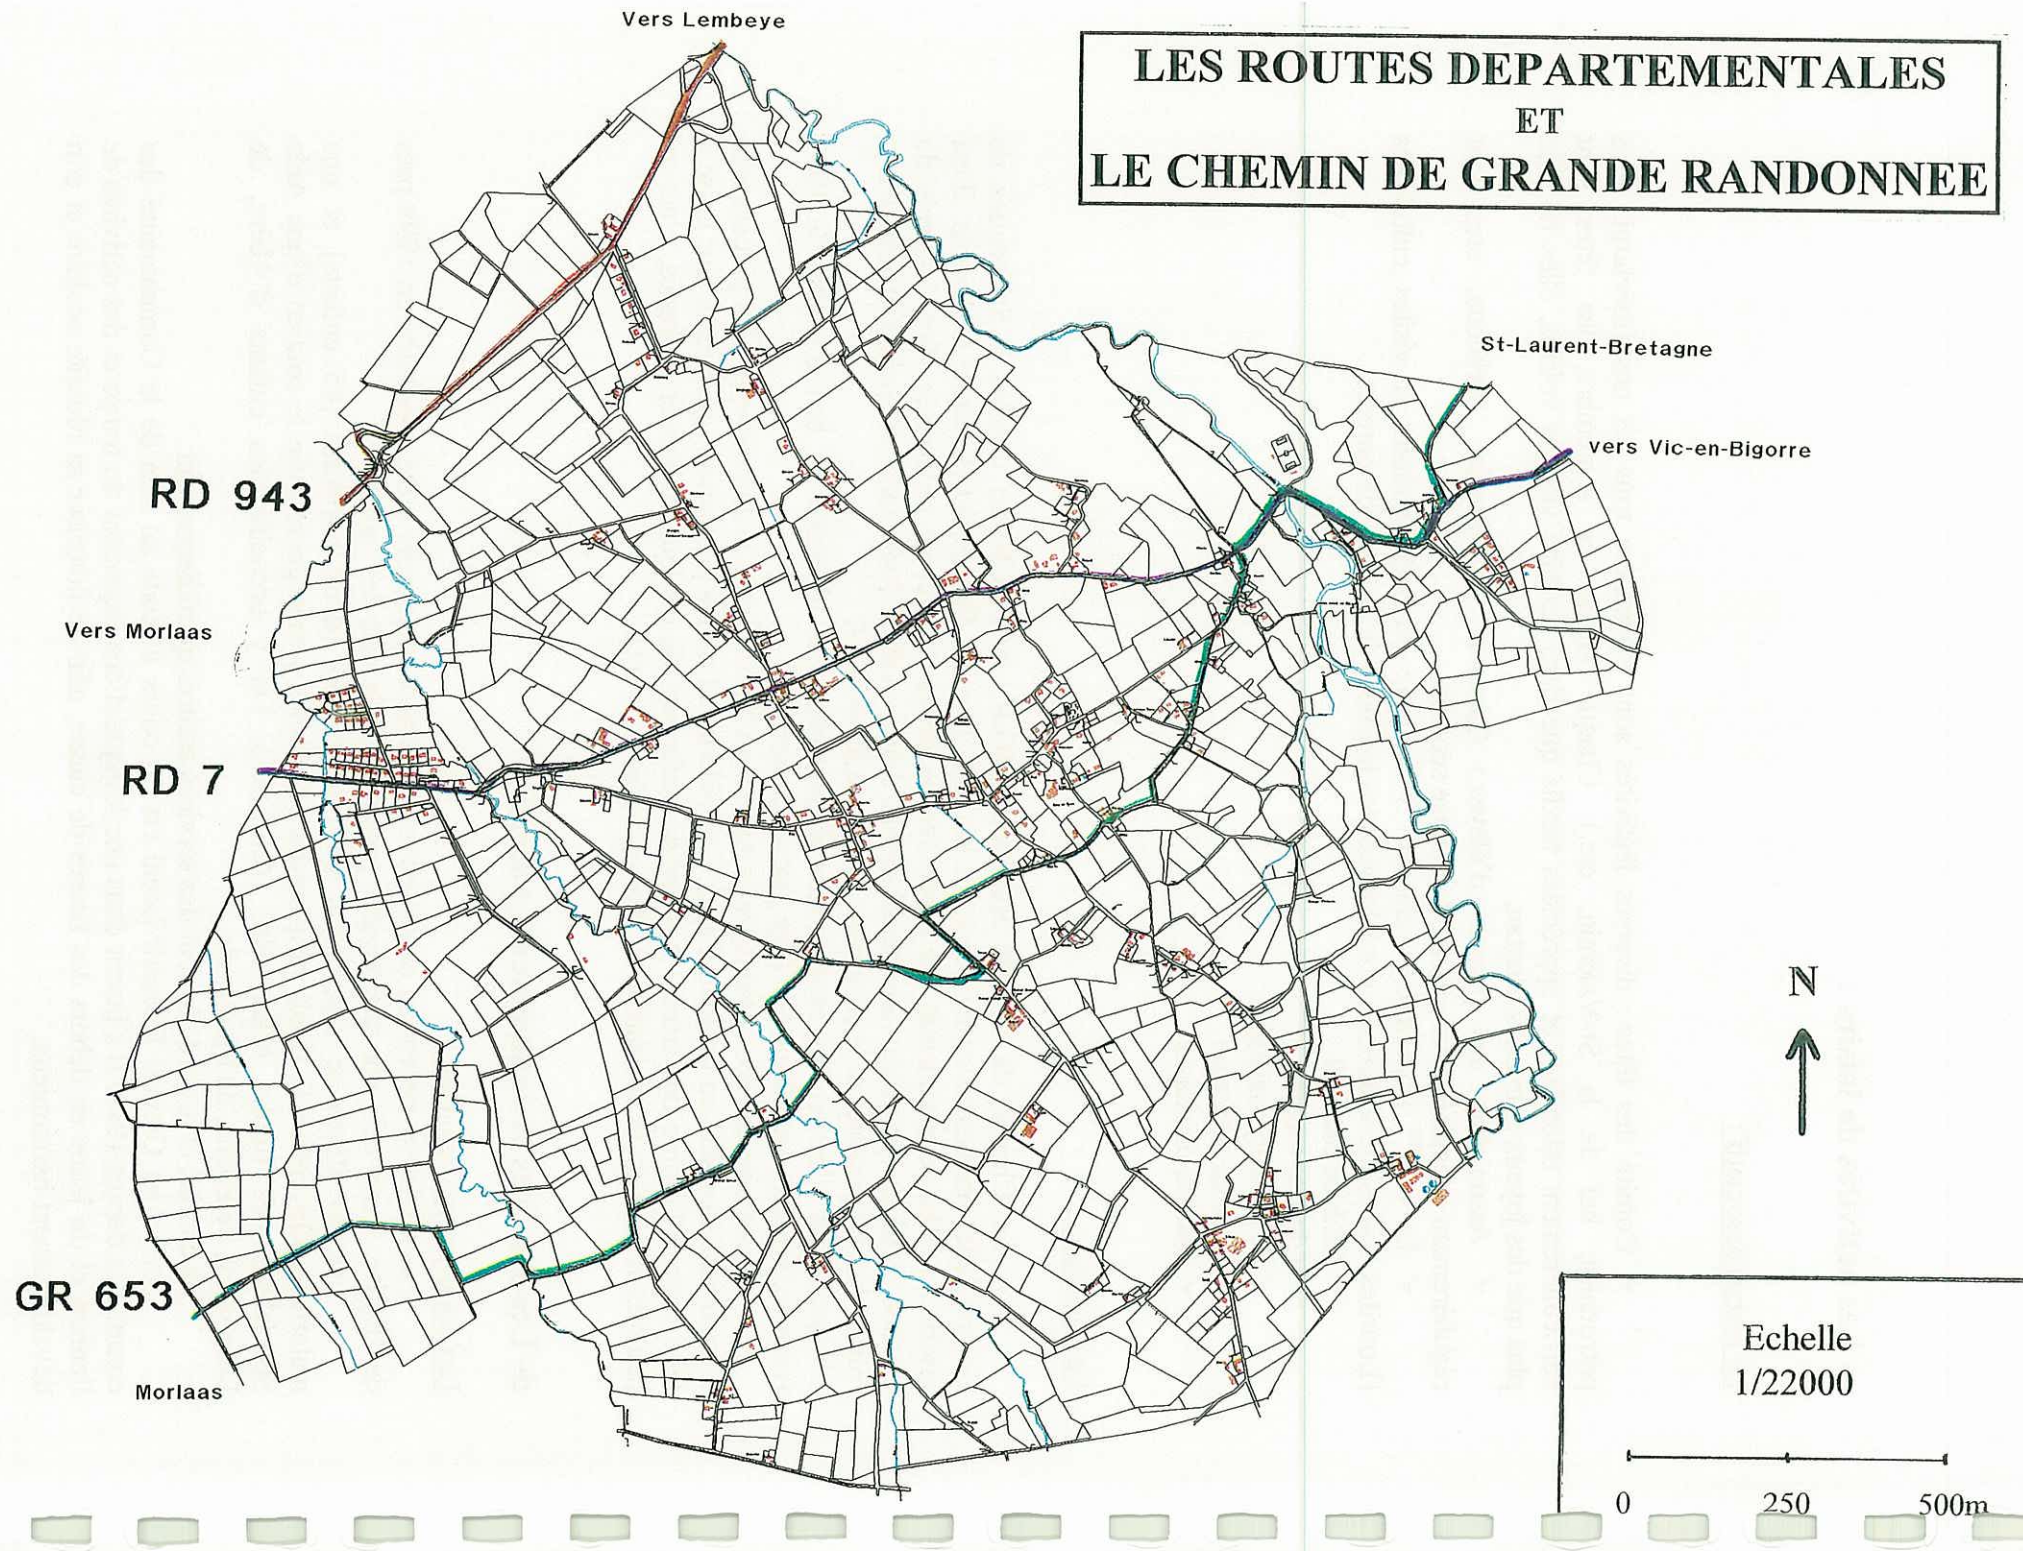 Vers Lembeye
LES ROUTES DEPARTEMENTALES
ET
LE CHEMIN DE GRANDE RANDONNEE
St-Laurent-Bretagne
vers Vic-en-Bigorre
RD 943
Vers Morlaas
RD 7
N
GR 653
Morlaas
Echelle
1/22000
0 250 500m